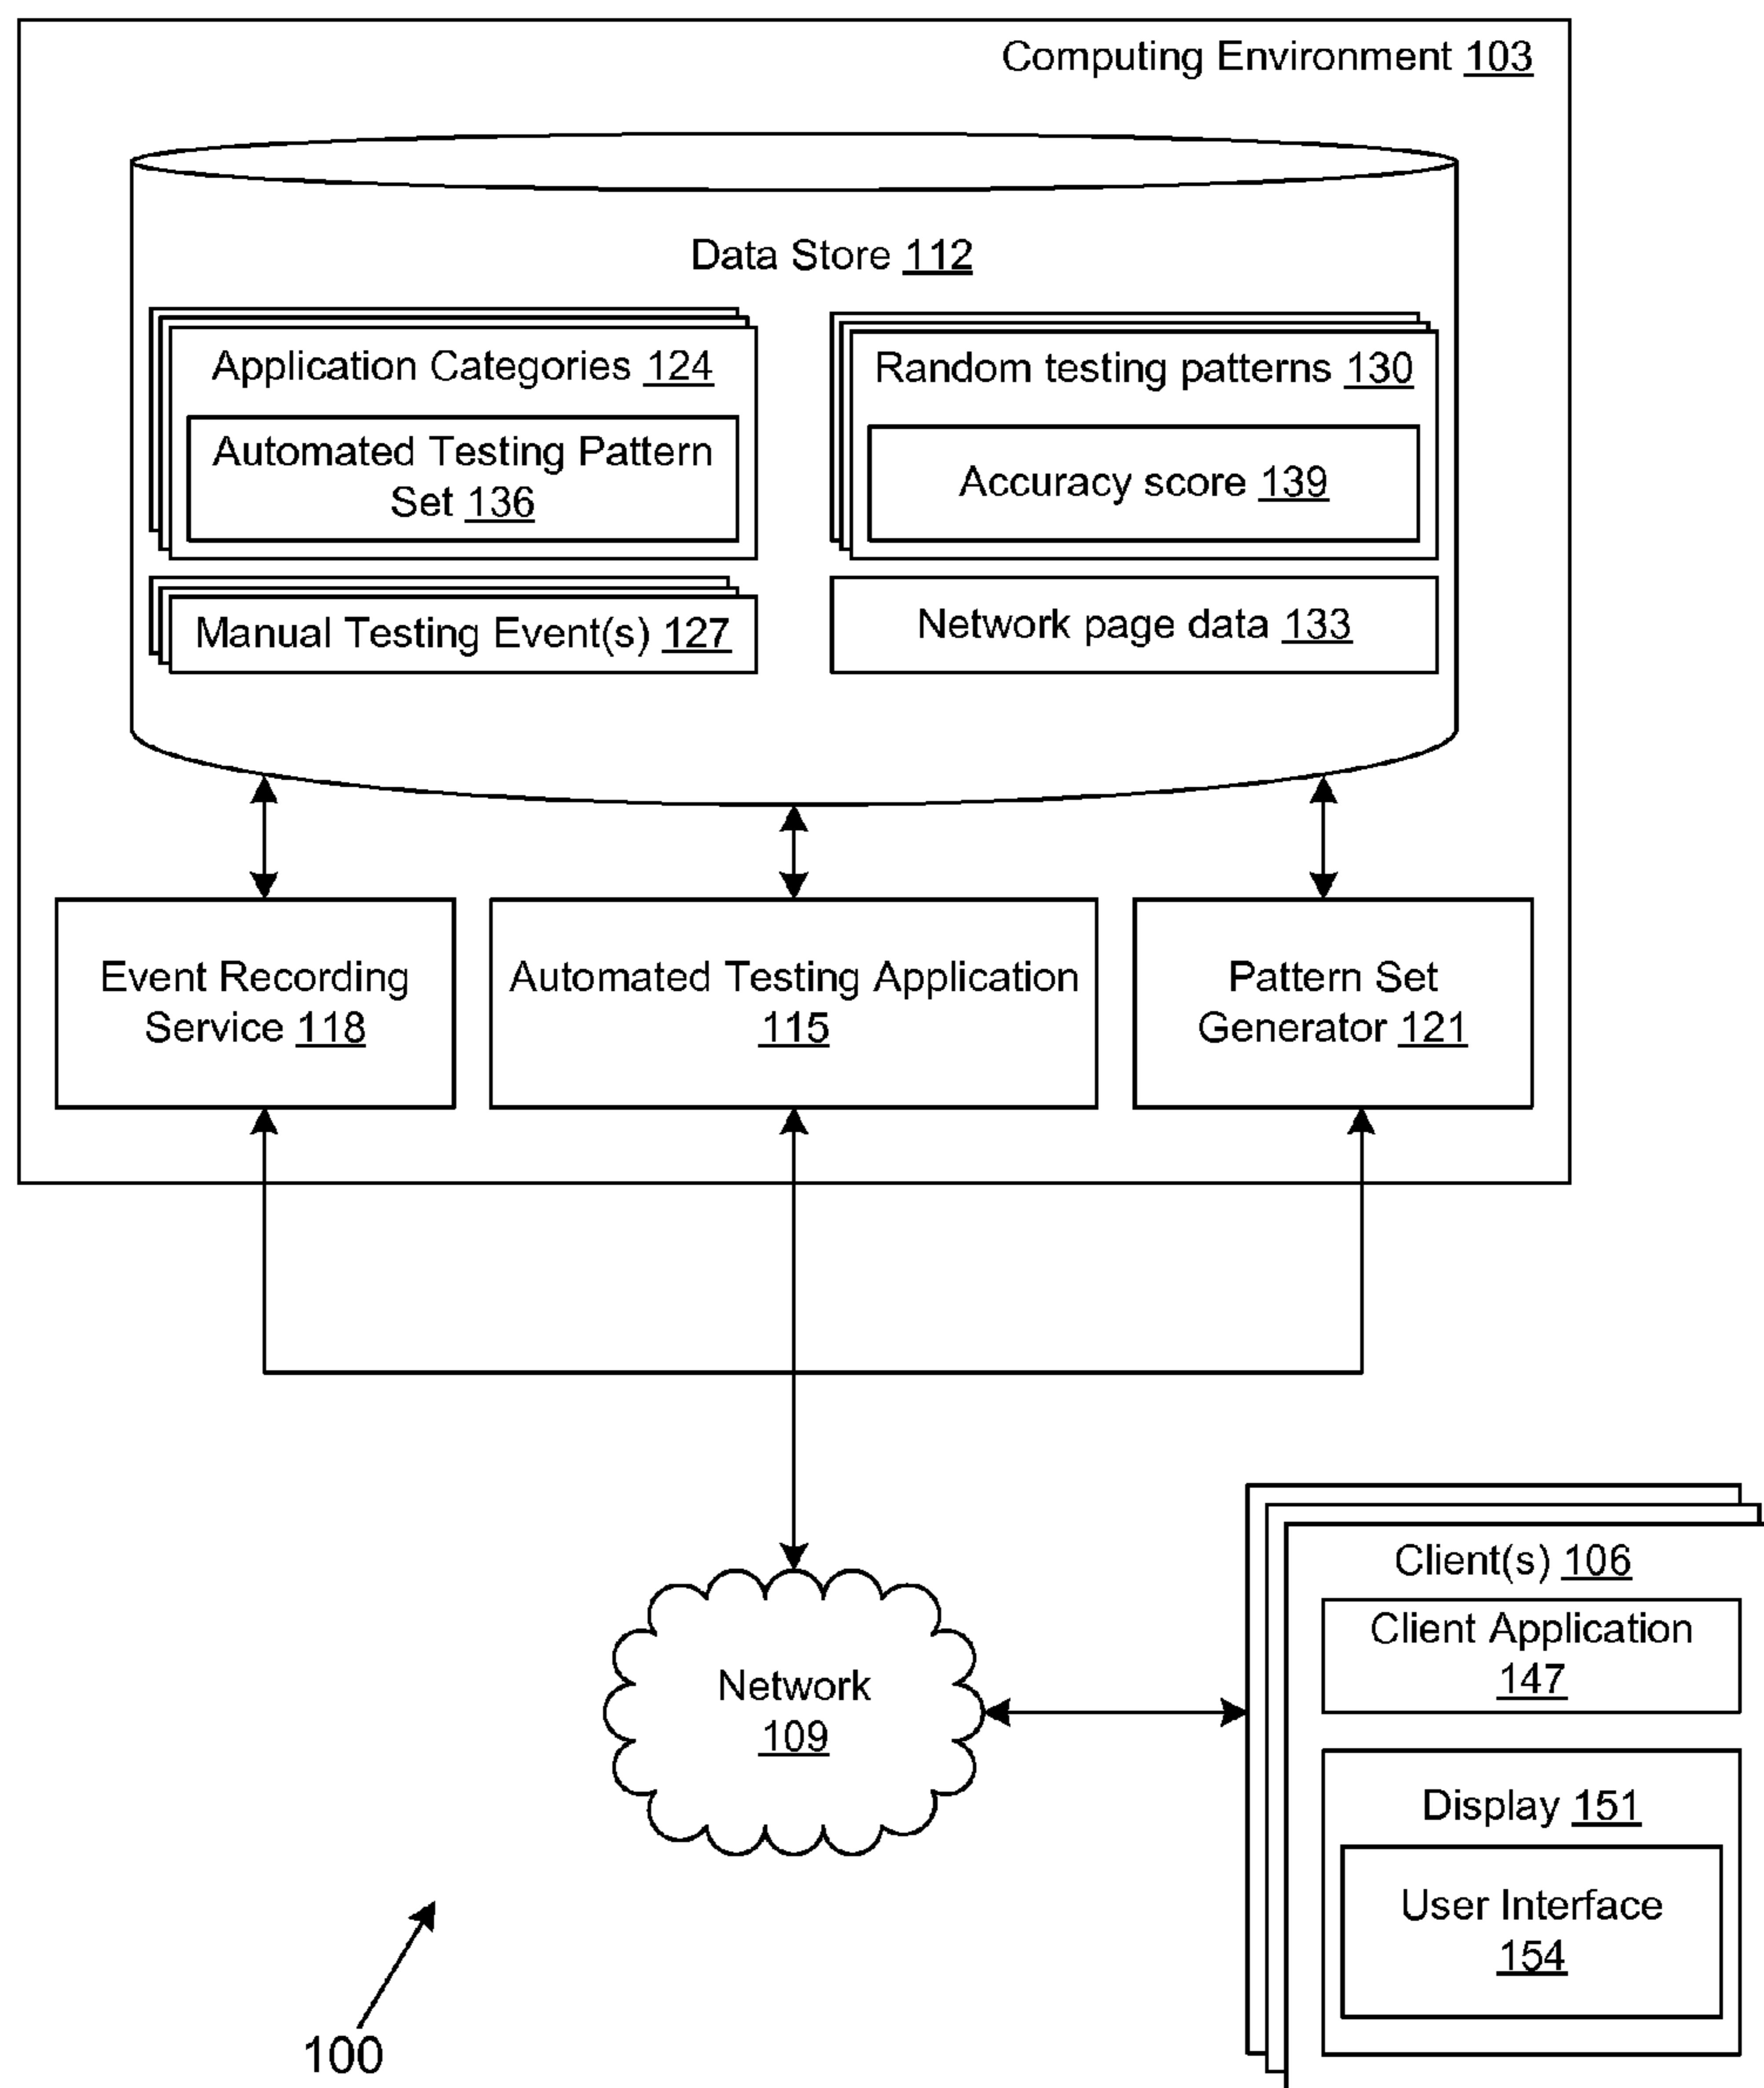 Computing Environment 103
Data Store 112
Application Categories 124
Automated Testing Pattern
Set 136
Manual Testing Event(s) 127
Random testing patterns 130
Accuracy score 139
Network page data 133
Event Recording
Service 118
Automated Testing Application
115
Pattern Set
Generator 121
Network
109
Client(s) 106
Client Application
147
Display 151
User Interface
154
100